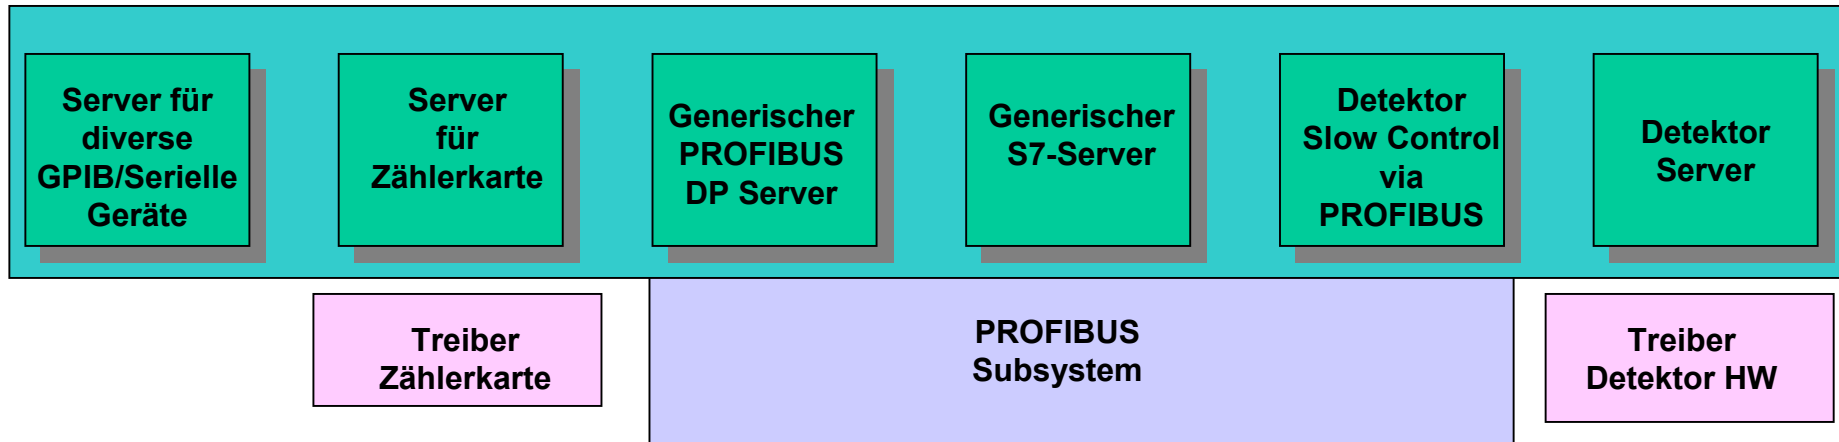 Server für
diverse
GPIB/Serielle
Geräte
Server
für
Zählerkarte
Generischer
PROFIBUS
DP Server
Generischer
S7-Server
Detektor
Slow Control
via
PROFIBUS
Detektor
Server
Treiber
Zählerkarte
PROFIBUS
Subsystem
Treiber
Detektor HW